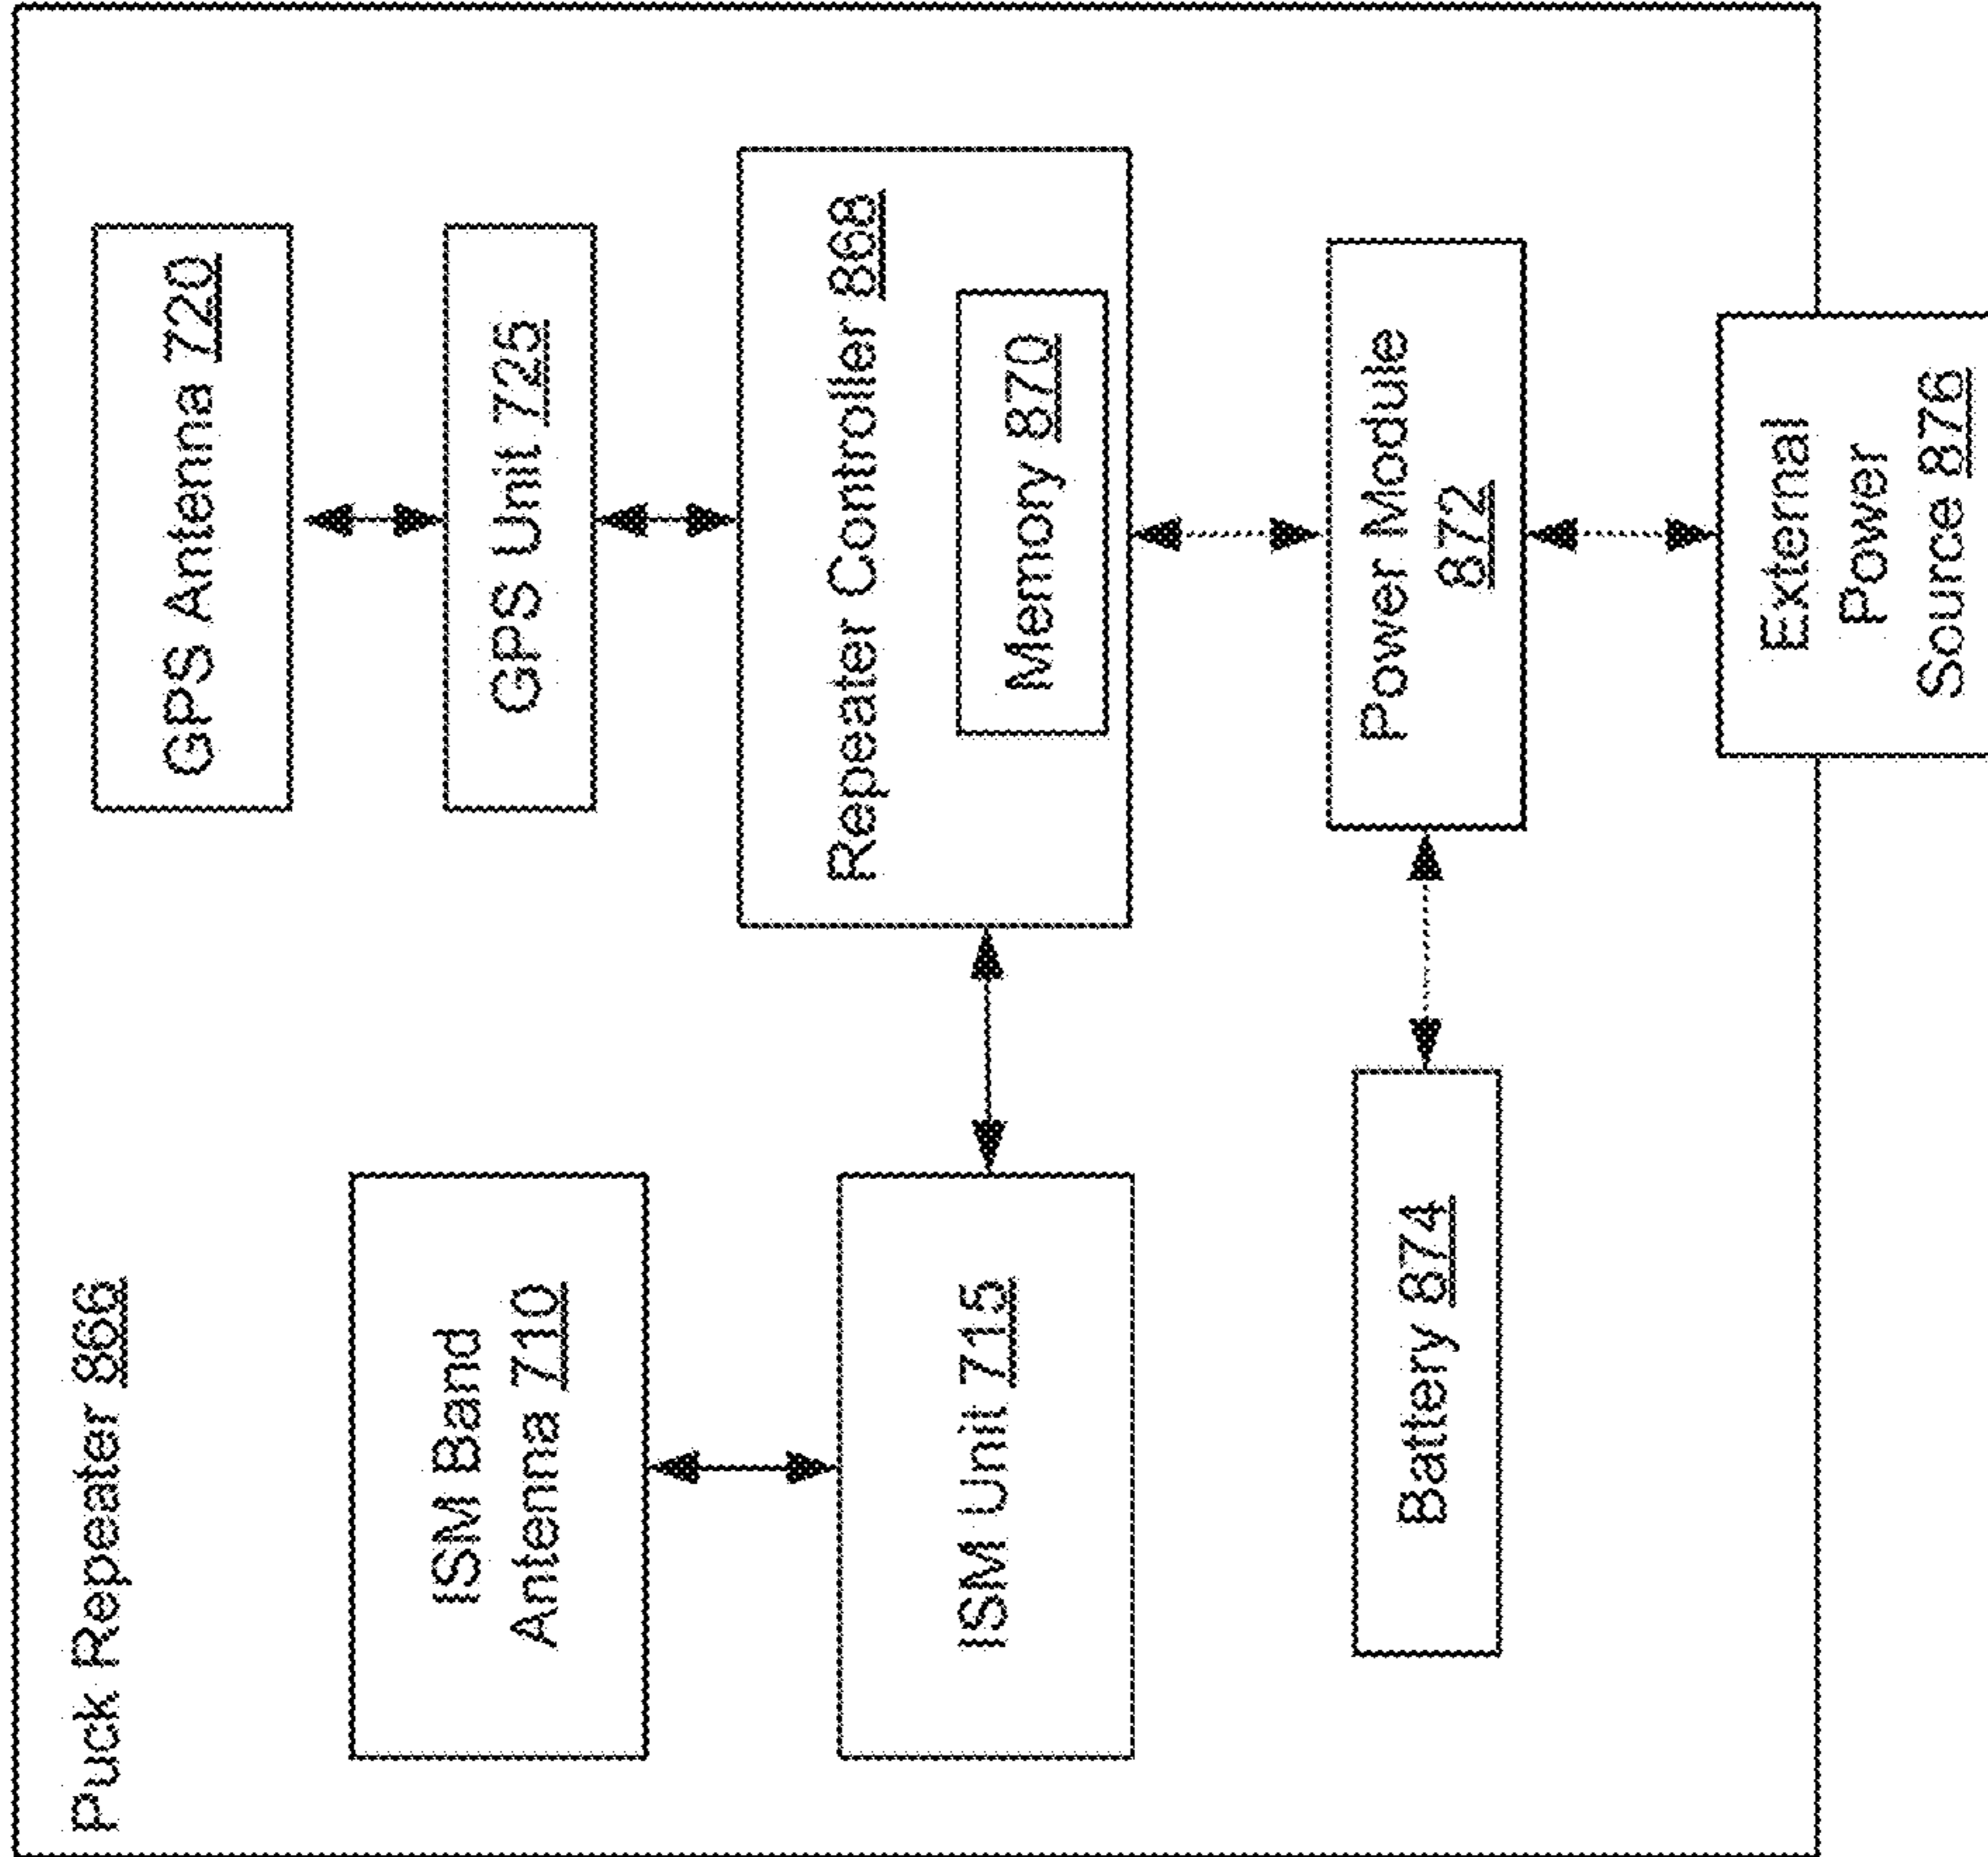 Puck Repeater 866
GPS Antenna 720
ISM Band
Antenna 710
GPS Unit 725
Repeater Controller 868
Memory 870
ISM Unit 715
Power Module
872
Battery 874
External
Power
Source 876